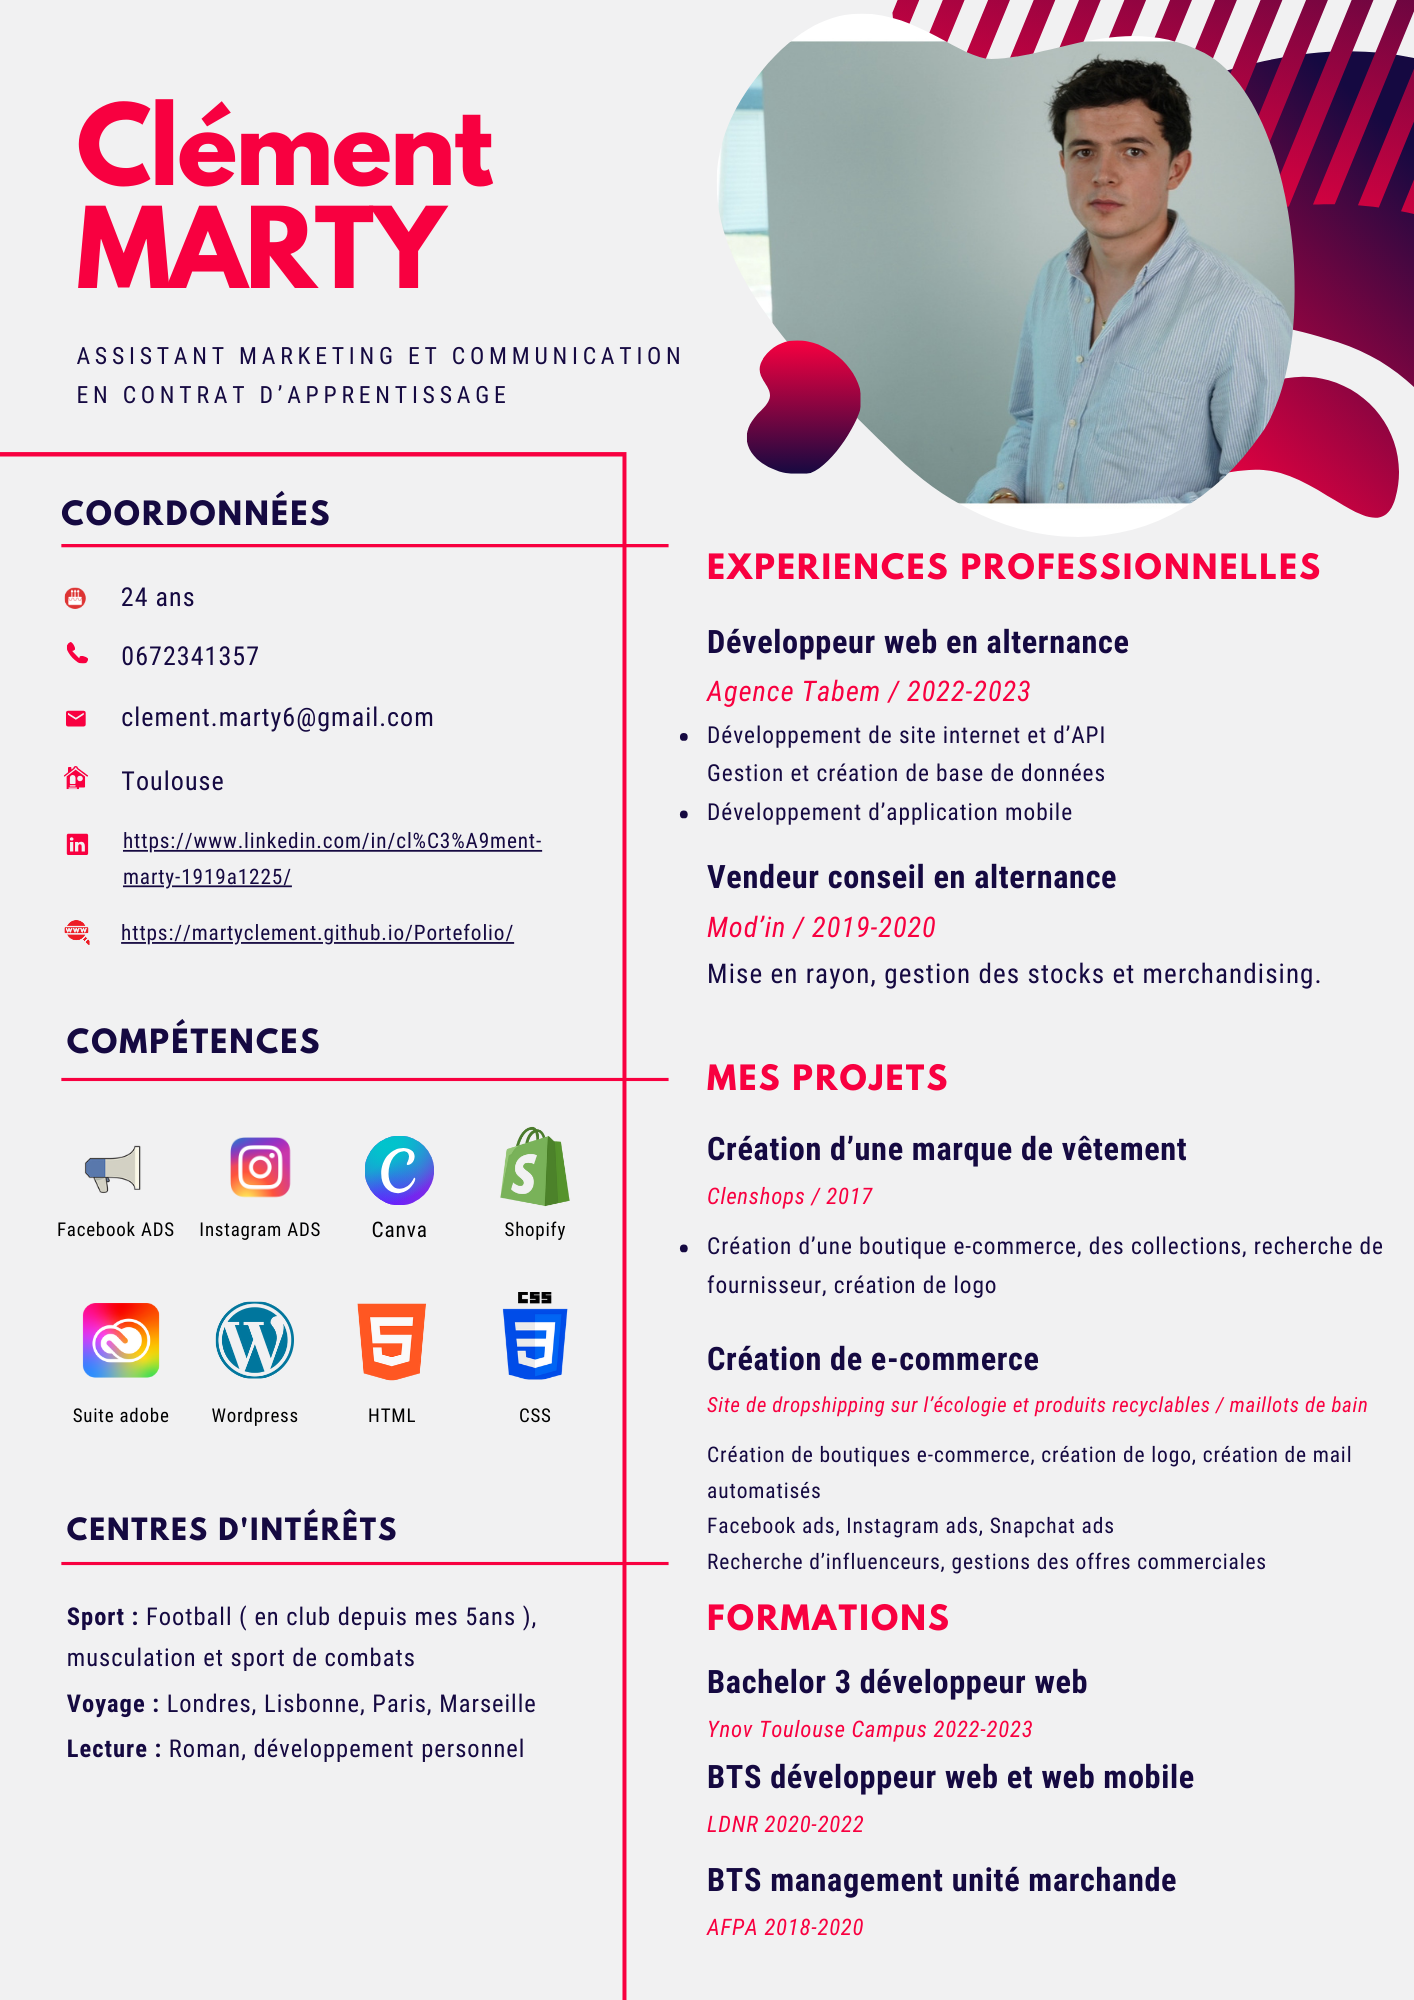 Clément
MARTY
ASSISTANT MARKETING ET COMMUNICATION
EN CONTRAT D’APPRENTISSAGE
COORDONNÉES
24 ans
0672341357
clement.marty6@gmail.com
Toulouse
in
https://www.linkedin.com/in/cl%C3%A9ment-
marty-1919a1225/
www
https://martyclement.github.io/Portefolio/
COMPÉTENCES
Facebook ADS
Instagram ADS
C
Canva
S
Shopify
Suite adobe
W
Wordpress
5
HTML
CSS
3
CSS
CENTRES D'INTÉRÊTS
Sport : Football ( en club depuis mes 5ans ),
musculation et sport de combats
Voyage : Londres, Lisbonne, Paris, Marseille
Lecture : Roman, développement personnel
EXPERIENCES PROFESSIONNELLES
Développeur web en alternance
Agence Tabem / 2022-2023
• Développement de site internet et d’API
Gestion et création de base de données
• Développement d’application mobile
Vendeur conseil en alternance
Mod’in / 2019-2020
Mise en rayon, gestion des stocks et merchandising.
MES PROJETS
Création d’une marque de vêtement
Clenshops / 2017
• Création d’une boutique e-commerce, des collections, recherche de
fournisseur, création de logo
Création de e-commerce
Site de dropshipping sur l’écologie et produits recyclables / maillots de bain
Création de boutiques e-commerce, création de logo, création de mail
automatisés
Facebook ads, Instagram ads, Snapchat ads
Recherche d’influenceurs, gestions des offres commerciales
FORMATIONS
Bachelor 3 développeur web
Ynov Toulouse Campus 2022-2023
BTS développeur web et web mobile
LDNR 2020-2022
BTS management unité marchande
AFPA 2018-2020